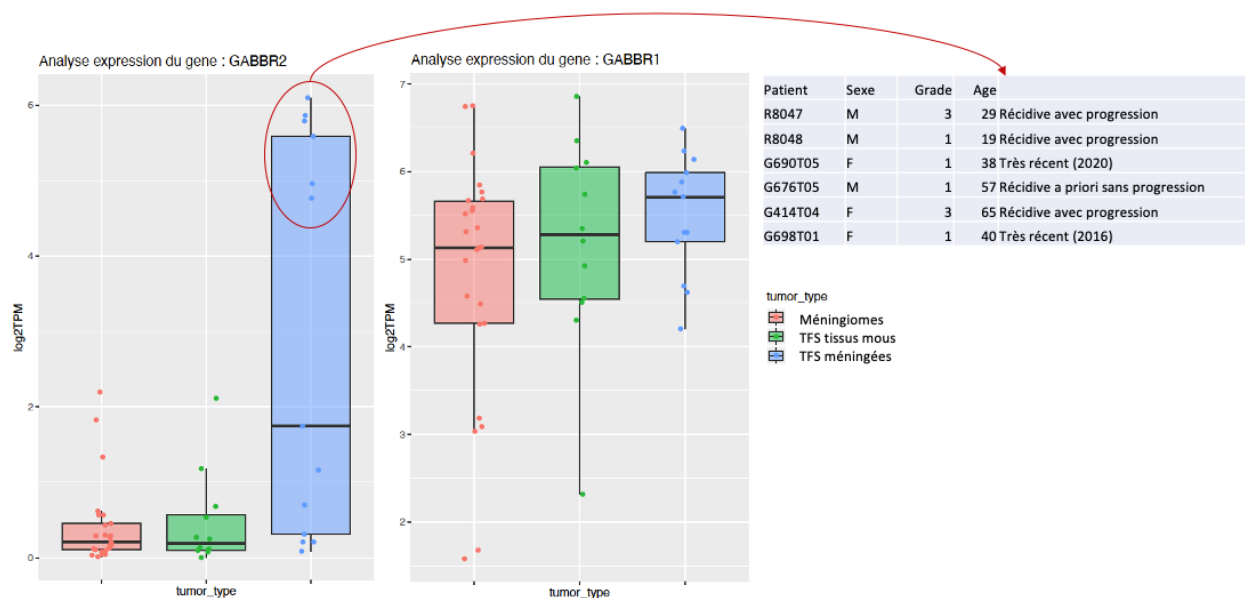 Analyse expression du gene : GABBR2
6
4
2
0
log2TPM
tumor_type
Analyse expression du gene : GABBR1
7
6
5
4
3
2
log2TPM
tumor_type
Patient Sexe Grade Age
R8047 M 3 29 Récidive avec progression
R8048 M 1 19 Récidive avec progression
G690T05 F 1 38 Très récent (2020)
G676T05 M 1 57 Récidive a priori sans progression
G414T04 F 3 65 Récidive avec progression
G698T01 F 1 40 Très récent (2016)
tumor_type
Méningiomes
TFS tissus mous
TFS méningées